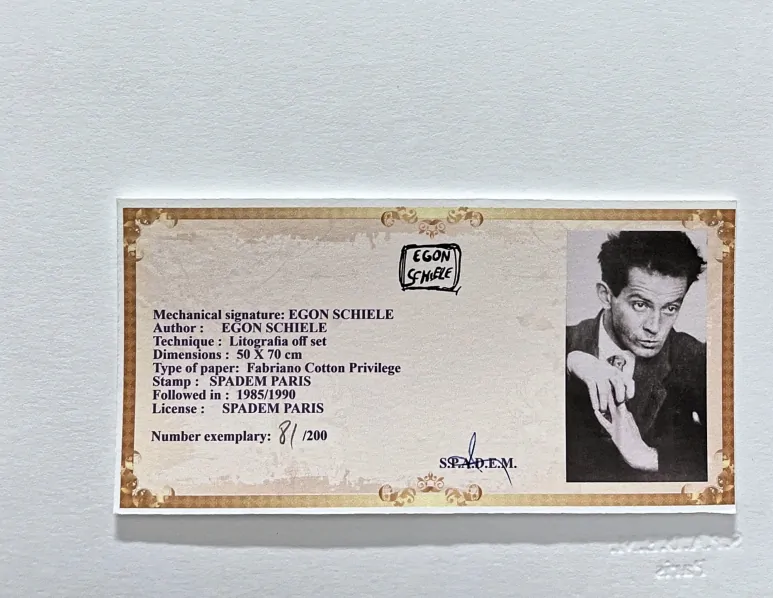 EGON
SCHIELE
Mechanical signature: EGON SCHIELE
Author : EGON SCHIELE
Technique : Litografia off set
Dimensions : 50 X 70 cm
Type of paper: Fabriano Cotton Privilege
Stamp : SPADEM PARIS
Followed in : 1985/1990
License : SPADEM PARIS
Number exemplary: 81 /200
S.P.A.D.E.M.